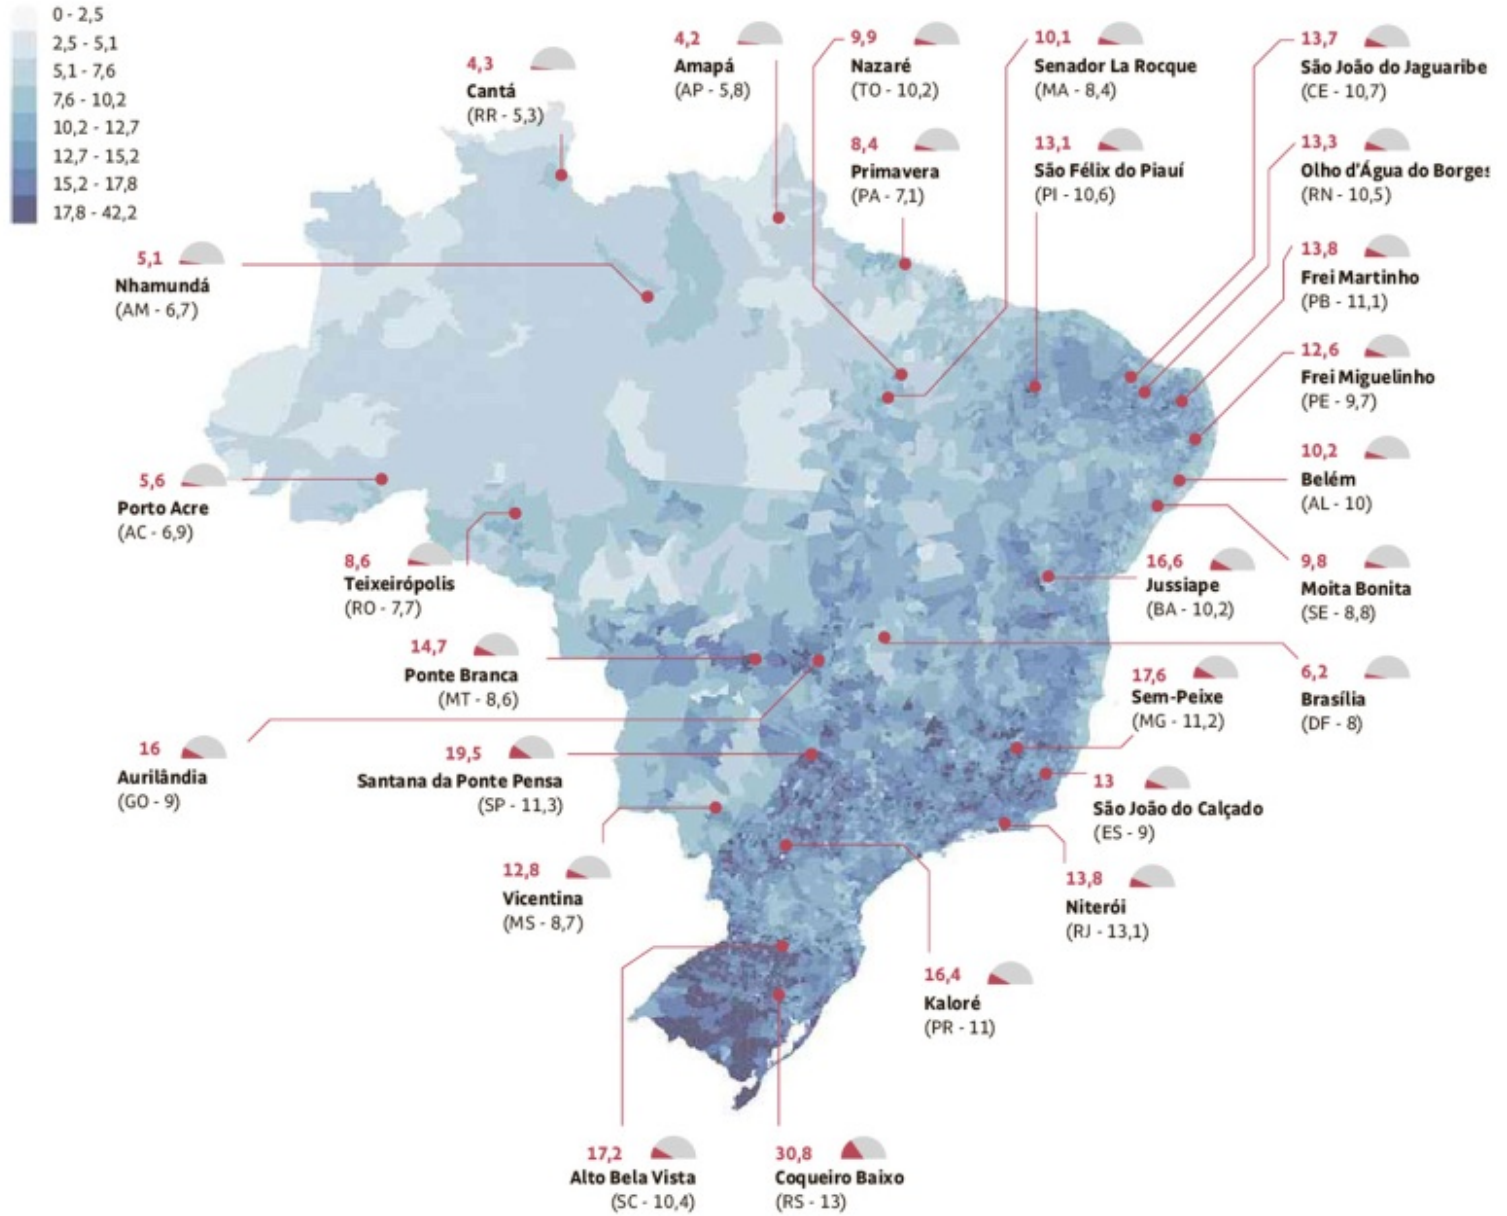 0 - 2,5
2,5 - 5,1
5,1 - 7,6
7,6 - 10,2
10,2 - 12,7
12,7 - 15,2
15,2 - 17,8
17,8 - 42,2
4,3
Cantá
(RR - 5,3)
4,2
Amapá
(AP - 5,8)
9,9
Nazaré
(TO - 10,2)
10,1
Senador La Rocque
(MA - 8,4)
13,7
São João do Jaguaribe
(CE - 10,7)
8,4
Primavera
(PA - 7,1)
13,1
São Félix do Piauí
(PI - 10,6)
13,3
Olho d'Água do Borges
(RN - 10,5)
5,1
Nhamundá
(AM - 6,7)
13,8
Frei Martinho
(PB - 11,1)
12,6
Frei Miguelinho
(PE - 9,7)
10,2
Belém
(AL - 10)
5,6
Porto Acre
(AC - 6,9)
8,6
Teixeirópolis
(RO - 7,7)
16,6
Jussiape
(BA - 10,2)
9,8
Moita Bonita
(SE - 8,8)
14,7
Ponte Branca
(MT - 8,6)
17,6
Sem-Peixe
(MG - 11,2)
6,2
Brasília
(DF - 8)
16
Aurilândia
(GO - 9)
19,5
Santana da Ponte Pensa
(SP - 11,3)
13
São João do Calçado
(ES - 9)
12,8
Vicentina
(MS - 8,7)
13,8
Niterói
(RJ - 13,1)
16,4
Kaloré
(PR - 11)
17,2
Alto Bela Vista
(SC - 10,4)
30,8
Coqueiro Baixo
(RS - 13)